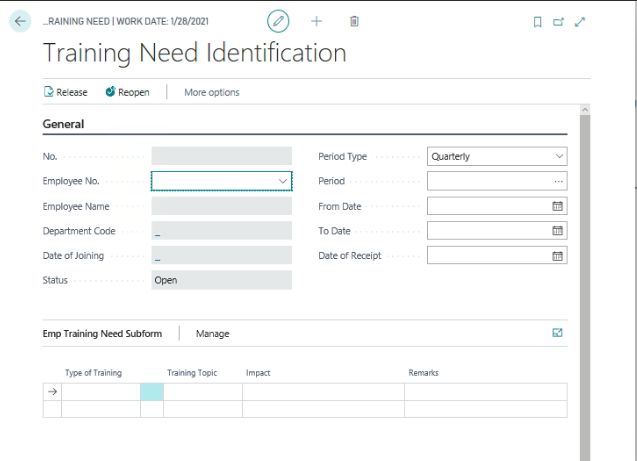 ...RAINING NEED | WORK DATE: 1/28/2021
Training Need Identification
Release Reopen More options
General
No.
Period Type Quarterly
Employee No.
Period
Employee Name
From Date
Department Code _
To Date
Date of Joining _
Date of Receipt
Status Open
Emp Training Need Subform Manage
Type of Training Training Topic Impact Remarks